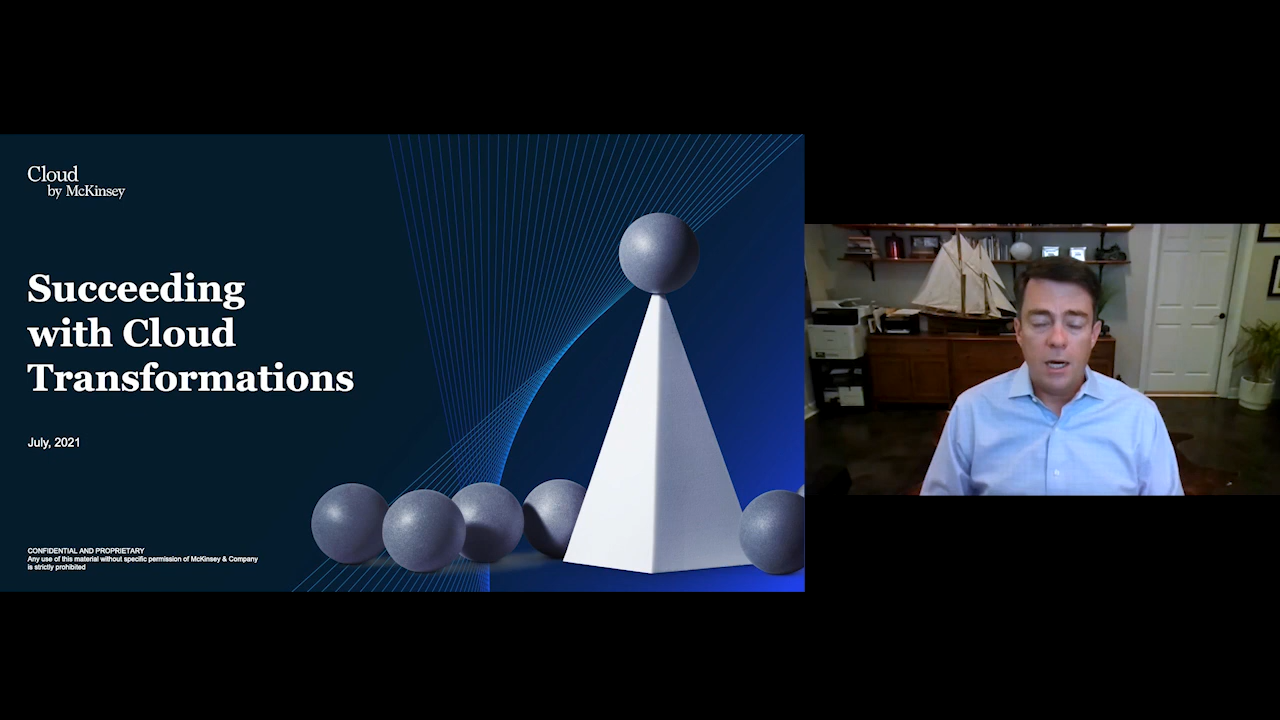 Cloud
by McKinsey
Succeeding
with Cloud
Transformations
July, 2021
CONFIDENTIAL AND PROPRIETARY
Any use of this material without specific permission of McKinsey & Company
is strictly prohibited